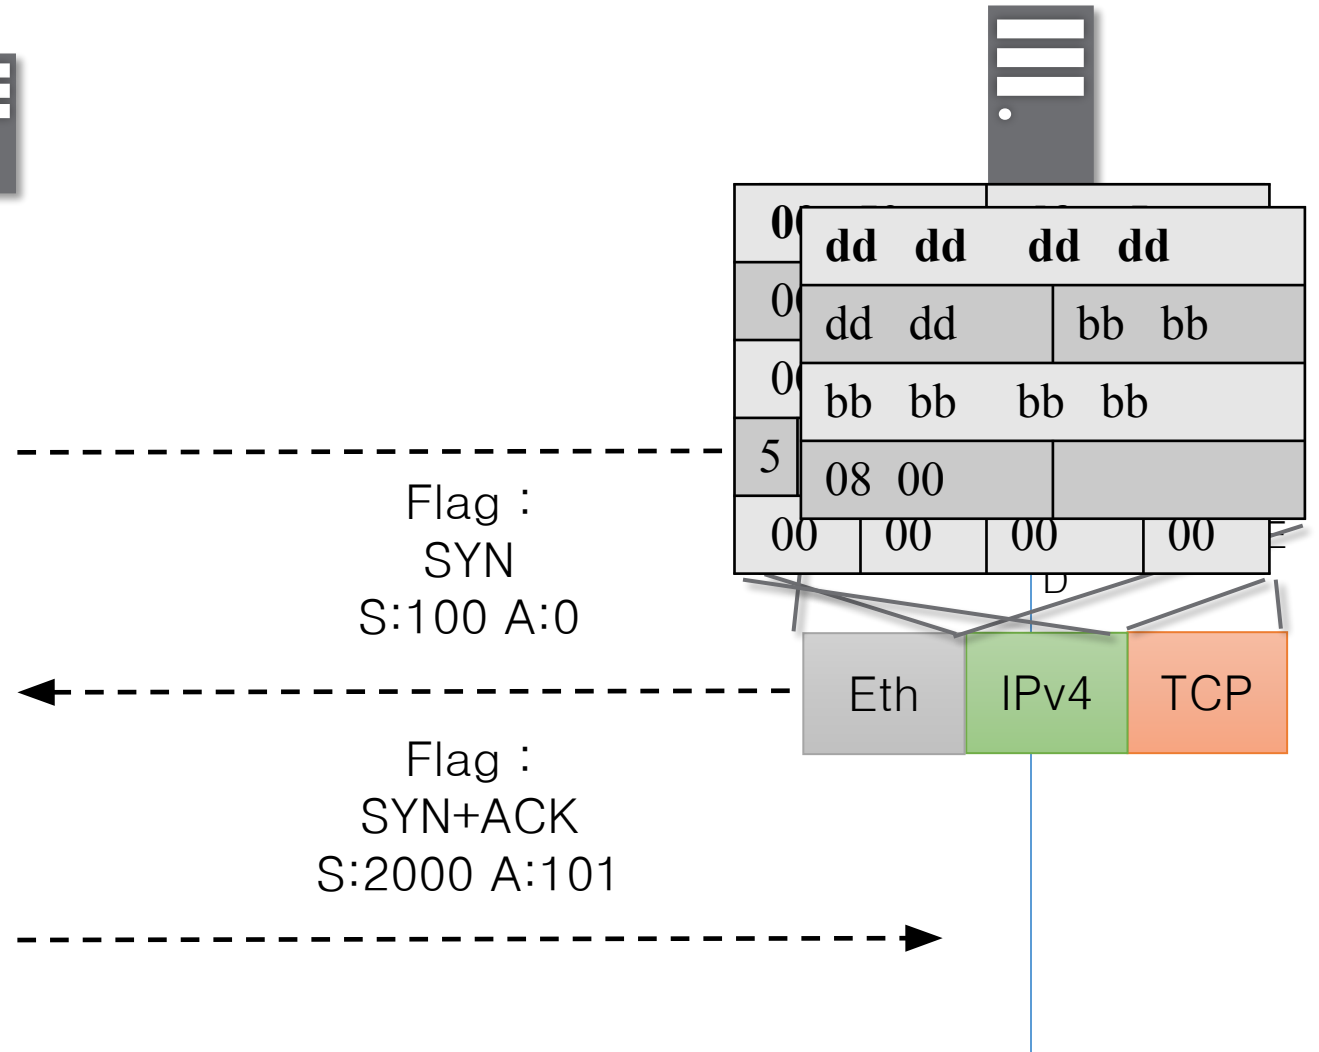 dd dd dd dd
dd dd bb bb
bb bb bb bb
08 00
5
00 00 00 00
D
Flag :
SYN
S:100 A:0
Eth IPv4 TCP
Flag :
SYN+ACK
S:2000 A:101